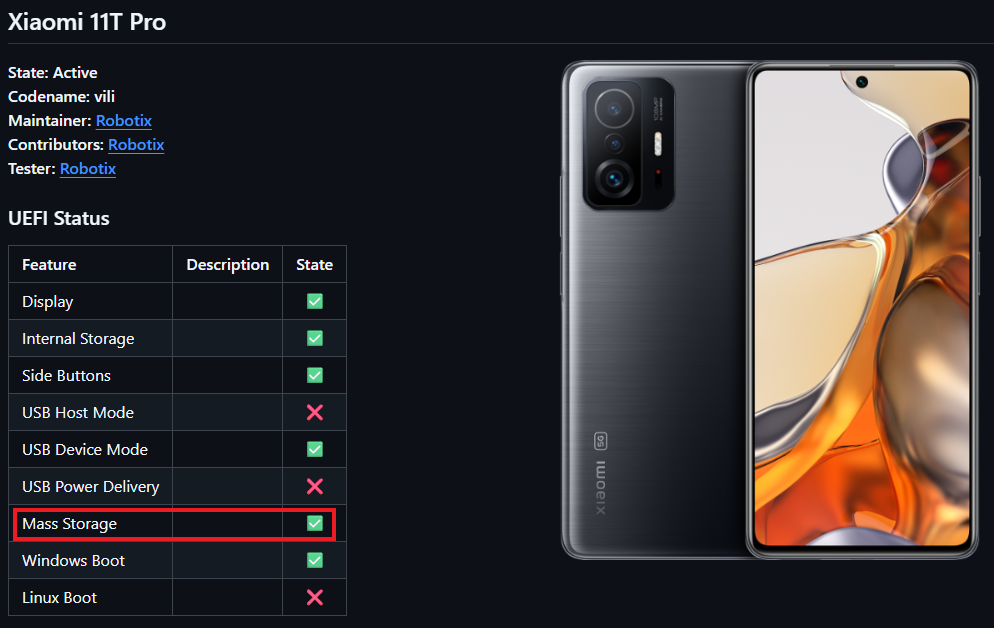 Xiaomi 11T Pro
State: Active
Codename: vili
Maintainer: Robotix
Contributors: Robotix
Tester: Robotix
UEFI Status
Feature Description State
Display ✅
Internal Storage ✅
Side Buttons ✅
USB Host Mode ❌
USB Device Mode ✅
USB Power Delivery ❌
Mass Storage ✅
Windows Boot ✅
Linux Boot ❌
108MP
xiaomi 5G